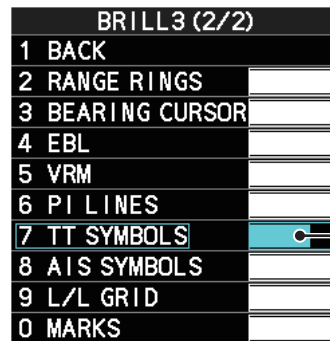 BRILL3 (2/2)
1 BACK
2 RANGE RINGS
3 BEARING CURSOR
4 EBL
5 VRM
6 PI LINES
7 TT SYMBOLS
8 AIS SYMBOLS
9 L/L GRID
0 MARKS